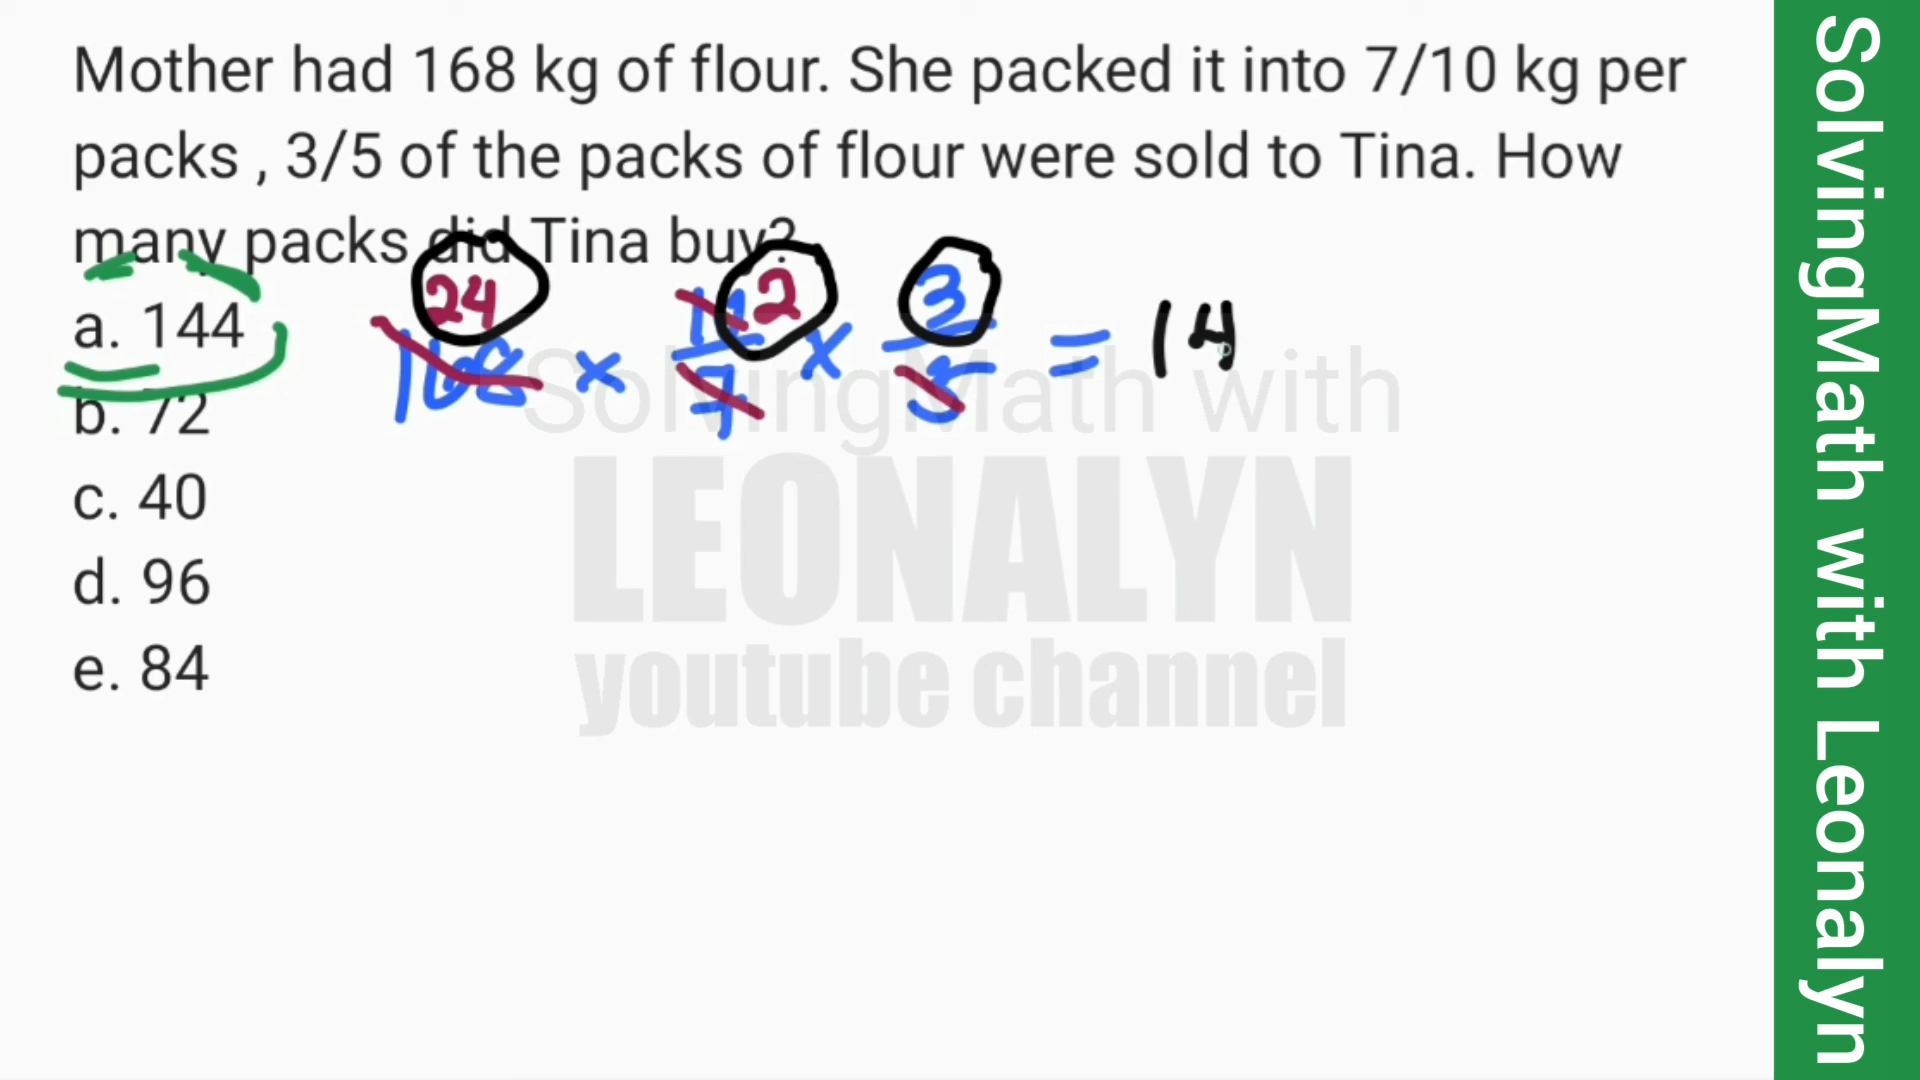 Mother had 168 kg of flour. She packed it into 7/10 kg per
packs , 3/5 of the packs of flour were sold to Tina. How
many packs did Tina buy?
a. 144
b. 72
c. 40
d. 96
e. 84
24 2 3
168 × 10/7 × 3/5 = 14
SolvingMath with
LEONALYN
youtube channel
SolvingMath with Leonalyn